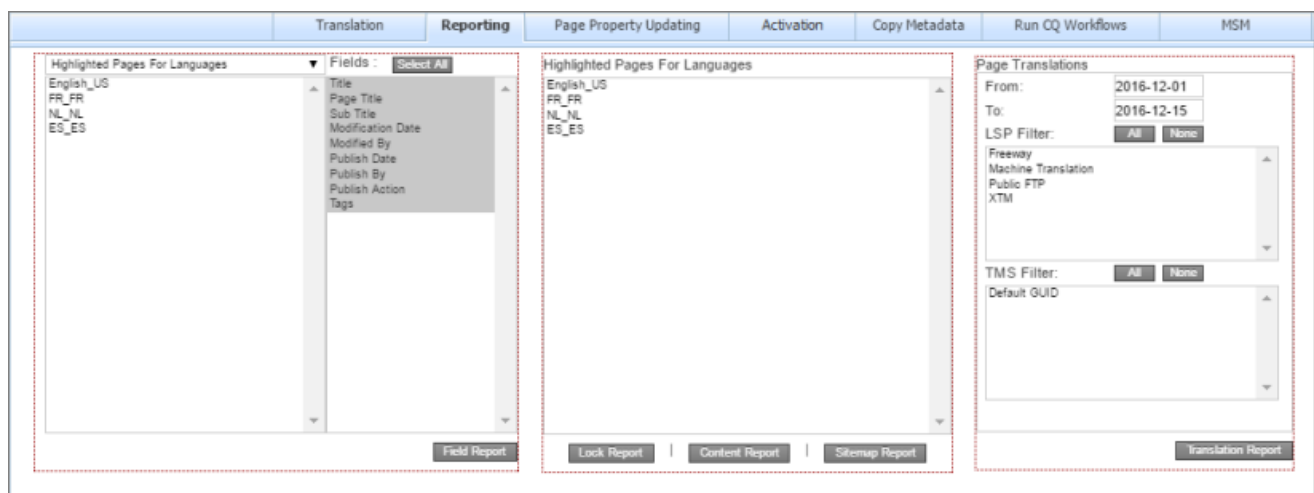 Translation Reporting Page Property Updating Activation Copy Metadata Run CQ Workflows MSM
Highlighted Pages For Languages
English_US
FR_FR
NL_NL
ES_ES
Fields : Select All
Title
Page Title
Sub Title
Modification Date
Modified By
Publish Date
Publish By
Publish Action
Tags
Field Report
Highlighted Pages For Languages
English_US
FR_FR
NL_NL
ES_ES
Lock Report | Content Report | Sitemap Report
Page Translations
From: 2016-12-01
To: 2016-12-15
LSP Filter: All None
Freeway
Machine Translation
Public FTP
XTM
TMS Filter: All None
Default GUID
Translation Report